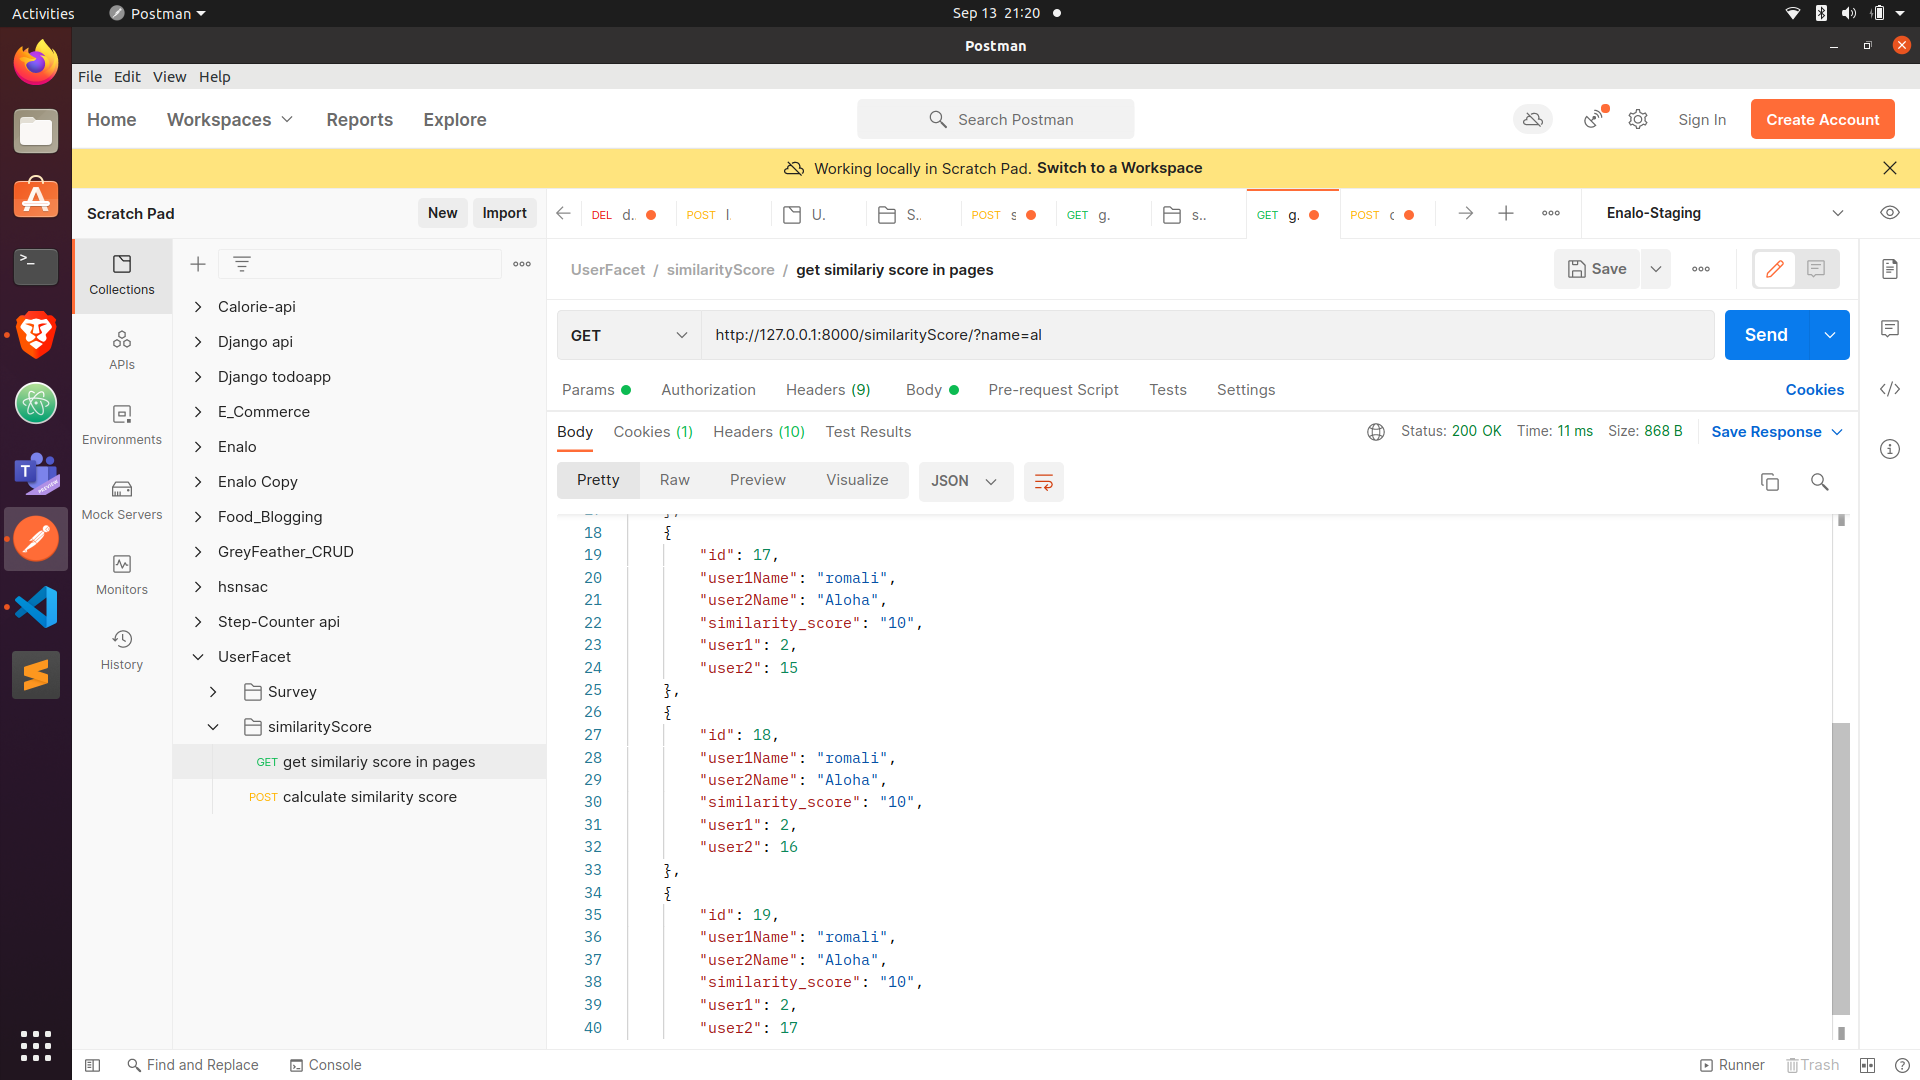 Activities
Postman
Sep 13 21:20
Postman
File Edit View Help
Home Workspaces Reports Explore
Search Postman
Sign In
Create Account
Working locally in Scratch Pad. Switch to a Workspace
Scratch Pad
New
Import
DEL d..
POST l
U.
S.
POST s
GET g.
s..
GET g.
POST c
Enalo-Staging
Collections
APIs
Environments
Mock Servers
Monitors
History
Calorie-api
Django api
Django todoapp
E_Commerce
Enalo
Enalo Copy
Food_Blogging
GreyFeather_CRUD
hsnsac
Step-Counter api
UserFacet
Survey
similarityScore
GET get similariy score in pages
POST calculate similarity score
UserFacet / similarityScore / get similariy score in pages
Save
GET
http://127.0.0.1:8000/similarityScore/?name=al
Send
Params Authorization Headers (9) Body Pre-request Script Tests Settings
Cookies
Body Cookies (1) Headers (10) Test Results
Status: 200 OK Time: 11 ms Size: 868 B
Save Response
Pretty Raw Preview Visualize
JSON
18 {
19 "id": 17,
20 "user1Name": "romali",
21 "user2Name": "Aloha",
22 "similarity_score": "10",
23 "user1": 2,
24 "user2": 15
25 },
26 {
27 "id": 18,
28 "user1Name": "romali",
29 "user2Name": "Aloha",
30 "similarity_score": "10",
31 "user1": 2,
32 "user2": 16
33 },
34 {
35 "id": 19,
36 "user1Name": "romali",
37 "user2Name": "Aloha",
38 "similarity_score": "10",
39 "user1": 2,
40 "user2": 17
Find and Replace
Console
Runner
Trash